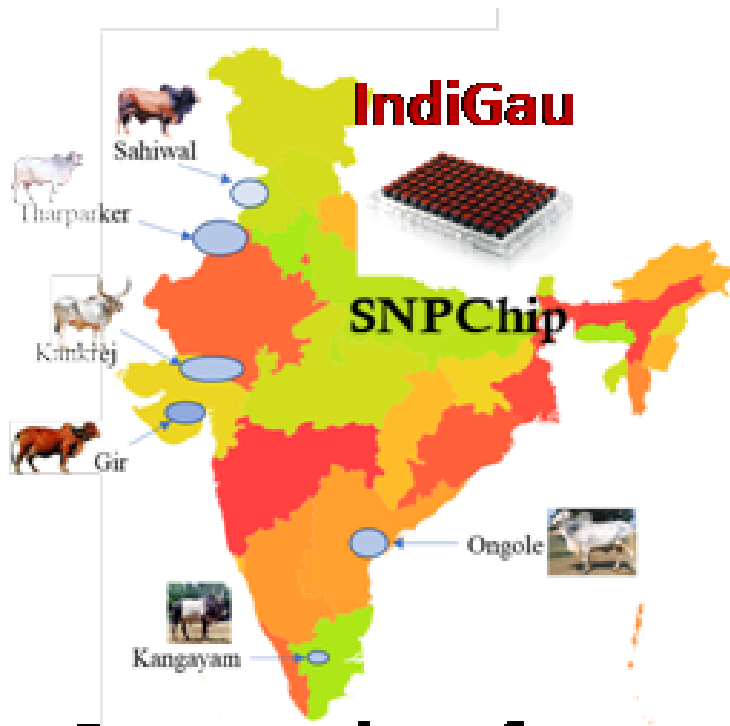 IndiGau
Sahiwal
Tharparker
SNPChip
Kankrej
Gir
Ongole
Kangayam